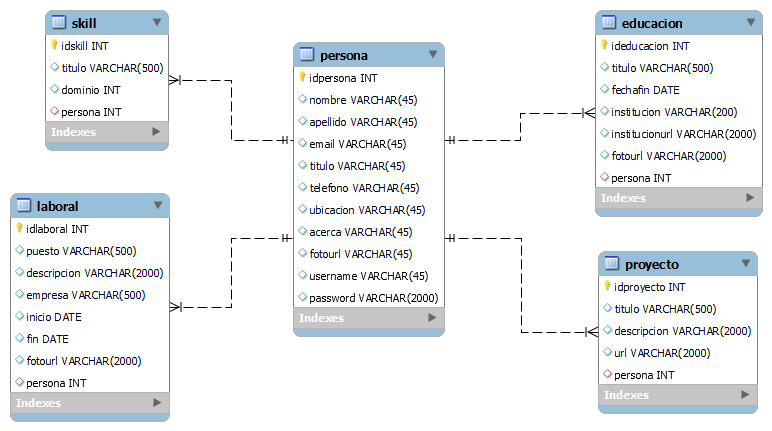 skill
idskill INT
titulo VARCHAR(500)
dominio INT
persona INT
Indexes
laboral
idlaboral INT
puesto VARCHAR(500)
descripcion VARCHAR(2000)
empresa VARCHAR(500)
inicio DATE
fin DATE
fotourl VARCHAR(2000)
persona INT
Indexes
persona
idpersona INT
nombre VARCHAR(45)
apellido VARCHAR(45)
email VARCHAR(45)
titulo VARCHAR(45)
telefono VARCHAR(45)
ubicacion VARCHAR(45)
acerca VARCHAR(45)
fotourl VARCHAR(45)
username VARCHAR(45)
password VARCHAR(2000)
Indexes
educacion
ideducacion INT
titulo VARCHAR(500)
fechafin DATE
institucion VARCHAR(200)
institucionurl VARCHAR(2000)
fotourl VARCHAR(2000)
persona INT
Indexes
proyecto
idproyecto INT
titulo VARCHAR(500)
descripcion VARCHAR(2000)
url VARCHAR(2000)
persona INT
Indexes